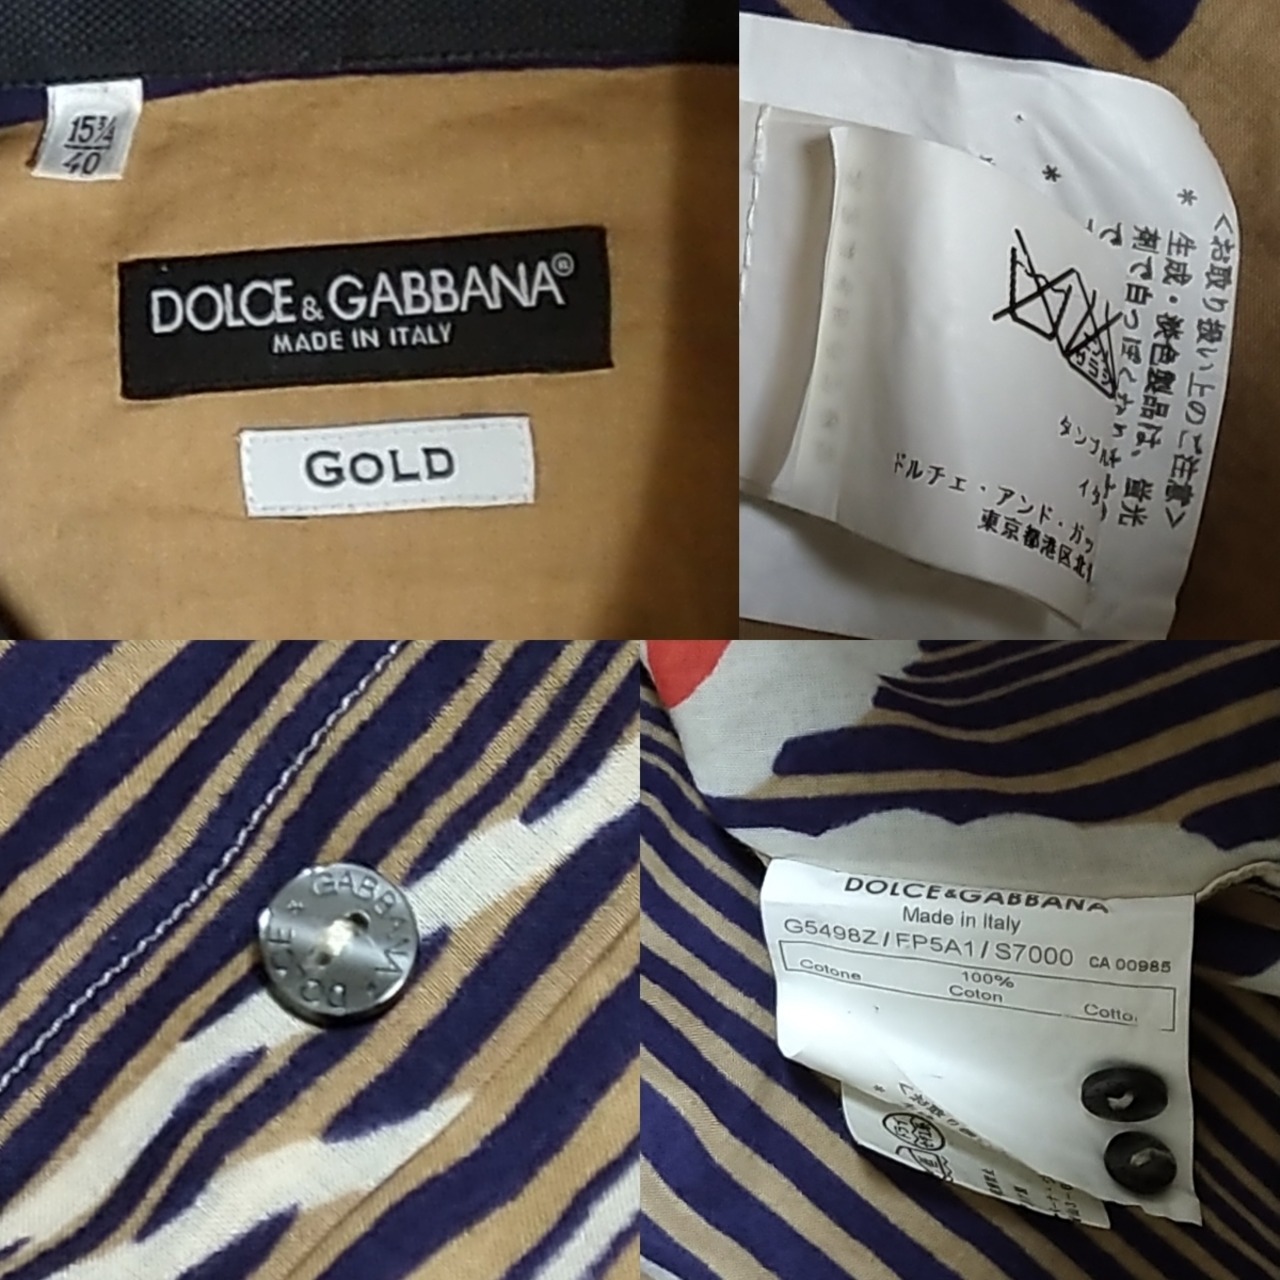 15¾
40
DOLCE & GABBANA®
MADE IN ITALY
GOLD
<お取り扱い上のご注意>
* 生成・淡色製品は、蛍光
剤で白っぽく
タンブル
ドルチェ・アンド・ガッ
東京都港区北
GABBANA * DOLCE *
DOLCE & GABBANA
Made in Italy
G5498Z / FP5A1 / S7000 CA 00985
100%
Cotone Coton Cotto